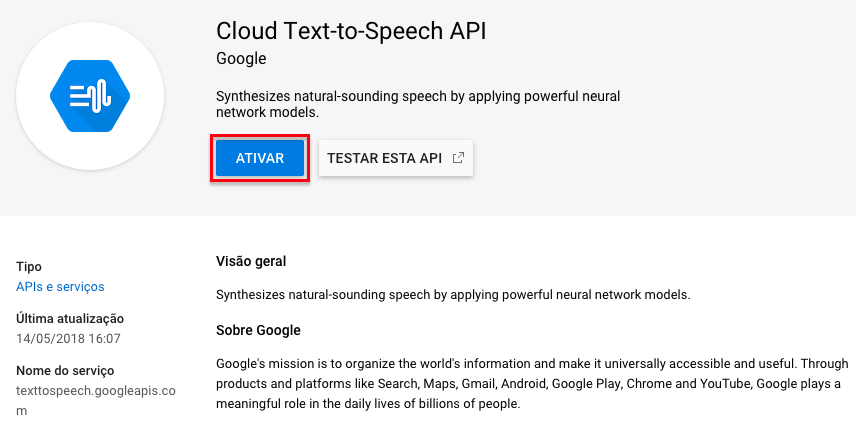 Cloud Text-to-Speech API
Google
Synthesizes natural-sounding speech by applying powerful neural
network models.
ATIVAR
TESTAR ESTA API
Tipo
APIs e serviços
Última atualização
14/05/2018 16:07
Nome do serviço
texttospeech.googleapis.co
m
Visão geral
Synthesizes natural-sounding speech by applying powerful neural network models.
Sobre Google
Google's mission is to organize the world's information and make it universally accessible and useful. Through
products and platforms like Search, Maps, Gmail, Android, Google Play, Chrome and YouTube, Google plays a
meaningful role in the daily lives of billions of people.